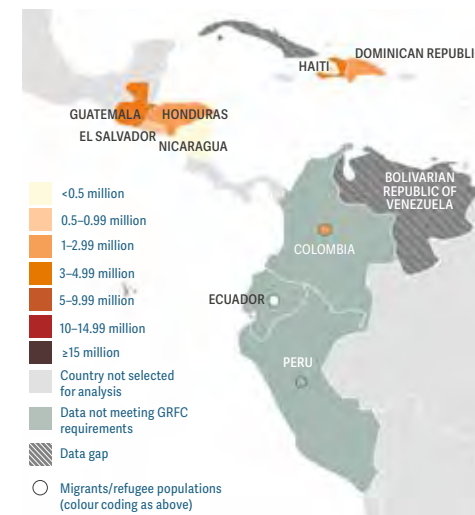 DOMINICAN REPUBLI
HAITI
GUATEMALA
HONDURAS
EL SALVADOR
NICARAGUA
BOLIVARIAN
REPUBLIC OF
VENEZUELA
COLOMBIA
ECUADOR
PERU
<0.5 million
0.5–0.99 million
1–2.99 million
3–4.99 million
5–9.99 million
10–14.99 million
≥15 million
Country not selected
for analysis
Data not meeting GRFC
requirements
Data gap
Migrants/refugee populations
(colour coding as above)